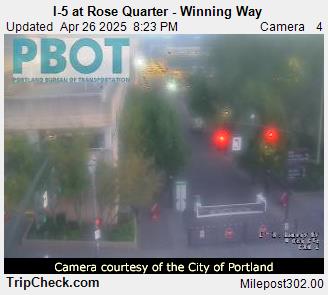 I-5 at Rose Quarter - Winning Way
Updated Apr 26 2025 8:23 PM Camera 4
PBOT
PORTLAND BUREAU OF TRANSPORTATION
Camera courtesy of the City of Portland
TripCheck.com Milepost302.00